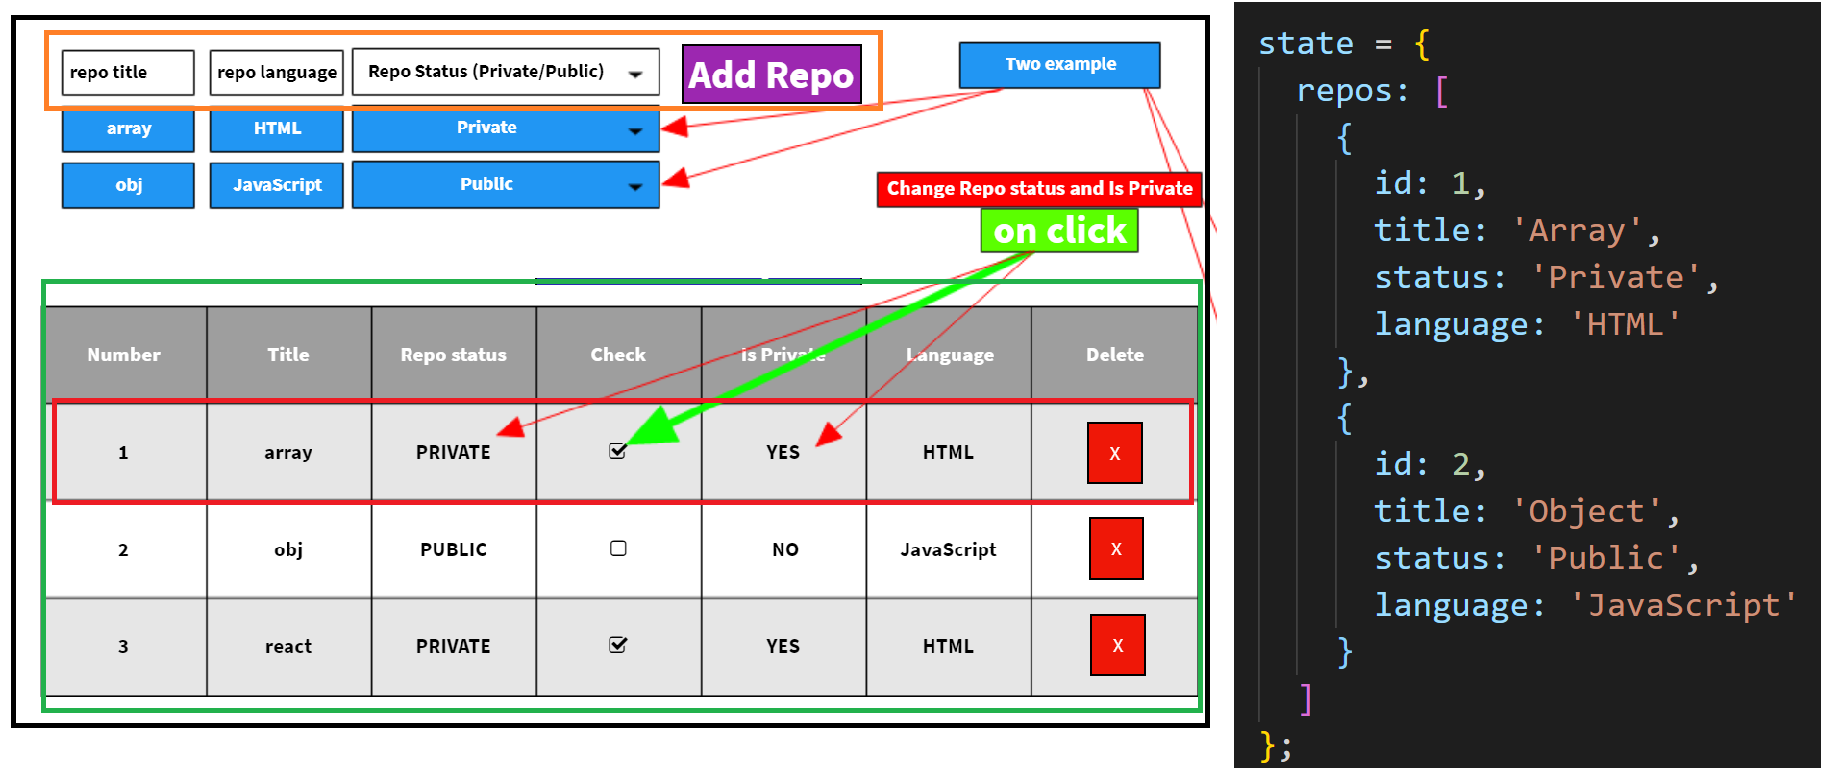 repo title
repo language
Repo Status (Private/Public)
Add Repo
Two example
array
HTML
Private
obj
JavaScript
Public
Change Repo status and Is Private
on click
Number
Title
Repo status
Check
is Private
Language
Delete
1
array
PRIVATE
YES
HTML
X
2
obj
PUBLIC
NO
JavaScript
X
3
react
PRIVATE
YES
HTML
X
state = {
repos: [
{
id: 1,
title: 'Array',
status: 'Private',
language: 'HTML'
},
{
id: 2,
title: 'Object',
status: 'Public',
language: 'JavaScript'
}
]
};